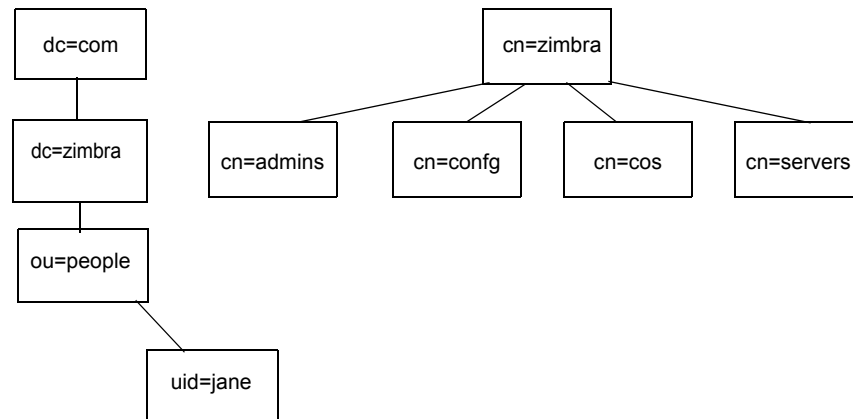 dc=com
cn=zimbra
dc=zimbra
cn=admins
cn=confg
cn=cos
cn=servers
ou=people
uid=jane